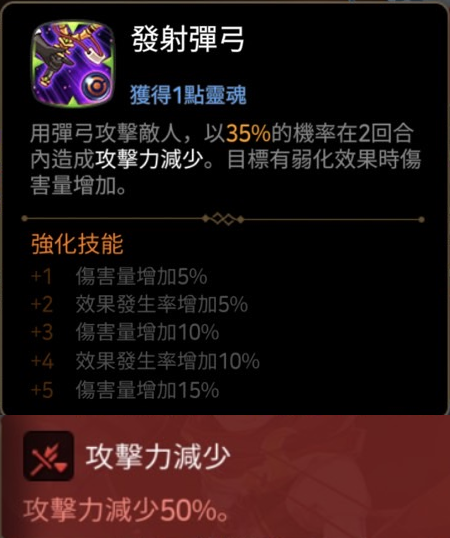 發射彈弓
獲得1點靈魂
用彈弓攻擊敵人，以35%的機率在2回合
內造成攻擊力減少。目標有弱化效果時傷
害量增加。
強化技能
+1 傷害量增加5%
+2 效果發生率增加5%
+3 傷害量增加10%
+4 效果發生率增加10%
+5 傷害量增加15%
攻擊力減少
攻擊力減少50%。